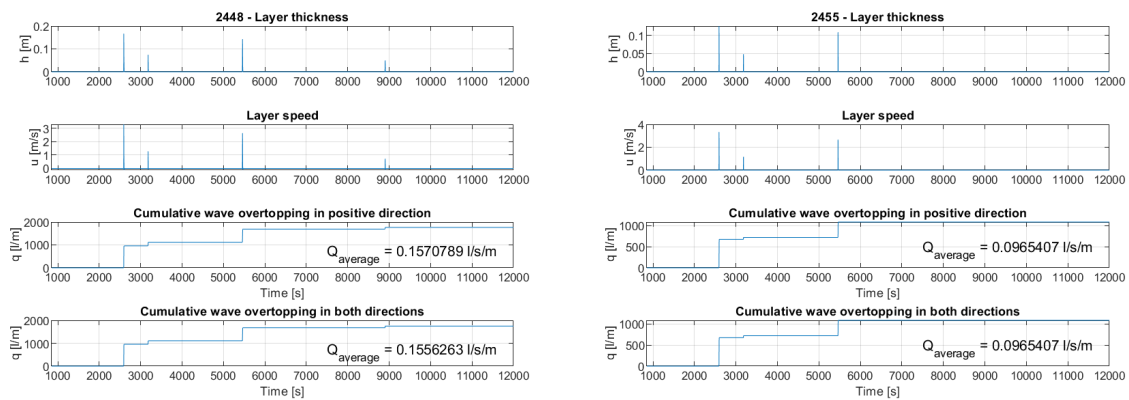 2448 - Layer thickness
h [m]
0.2
0.1
0
1000 2000 3000 4000 5000 6000 7000 8000 9000 10000 11000 12000
Layer speed
u [m/s]
3
2
1
0
1000 2000 3000 4000 5000 6000 7000 8000 9000 10000 11000 12000
Cumulative wave overtopping in positive direction
q [l/m]
2000
1000
0
Qaverage = 0.1570789 l/s/m
1000 2000 3000 4000 5000 6000 7000 8000 9000 10000 11000 12000
Time [s]
Cumulative wave overtopping in both directions
q [l/m]
2000
1000
0
Qaverage = 0.1556263 l/s/m
1000 2000 3000 4000 5000 6000 7000 8000 9000 10000 11000 12000
Time [s]
2455 - Layer thickness
h [m]
0.1
0.05
0
1000 2000 3000 4000 5000 6000 7000 8000 9000 10000 11000 12000
Layer speed
u [m/s]
4
2
0
1000 2000 3000 4000 5000 6000 7000 8000 9000 10000 11000 12000
Cumulative wave overtopping in positive direction
q [l/m]
1000
500
0
Qaverage = 0.0965407 l/s/m
1000 2000 3000 4000 5000 6000 7000 8000 9000 10000 11000 12000
Time [s]
Cumulative wave overtopping in both directions
q [l/m]
1000
500
0
Qaverage = 0.0965407 l/s/m
1000 2000 3000 4000 5000 6000 7000 8000 9000 10000 11000 12000
Time [s]